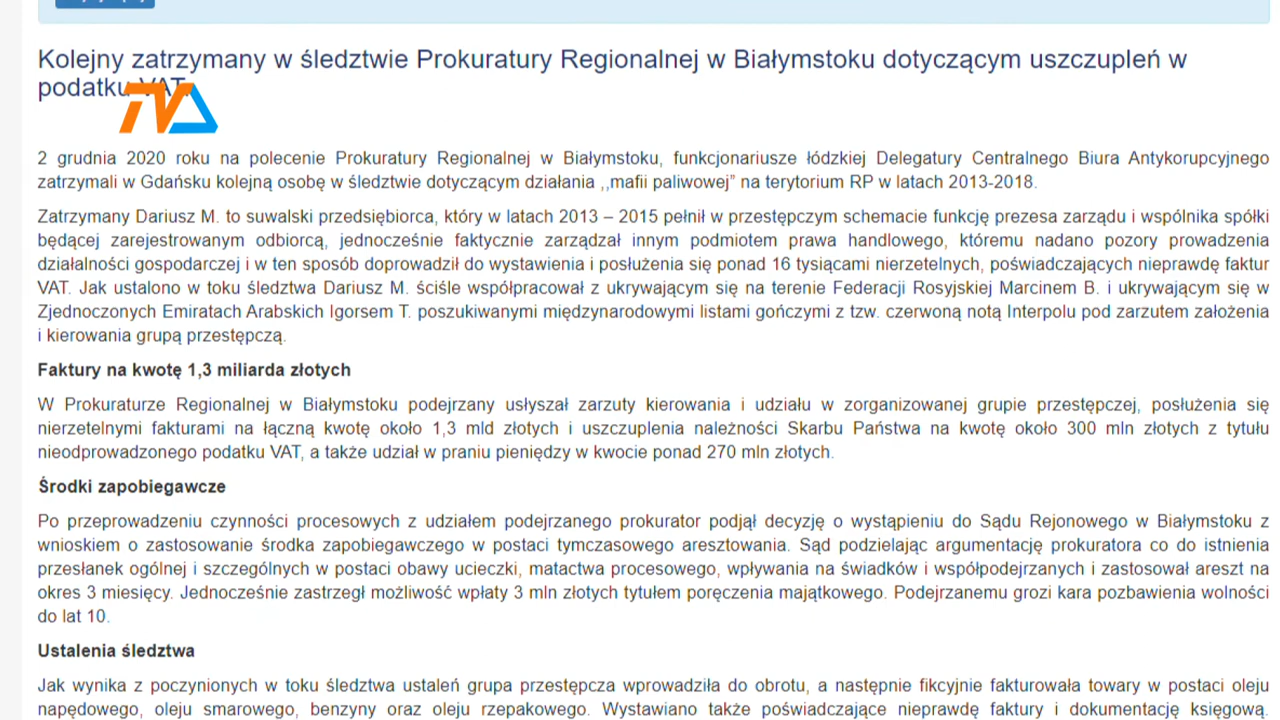 Kolejny zatrzymany w śledztwie Prokuratury Regionalnej w Białymstoku dotyczącym uszczupleń w
podatku VAT.
2 grudnia 2020 roku na polecenie Prokuratury Regionalnej w Białymstoku, funkcjonariusze łódzkiej Delegatury Centralnego Biura Antykorupcyjnego
zatrzymali w Gdańsku kolejną osobę w śledztwie dotyczącym działania ,,mafii paliwowej” na terytorium RP w latach 2013-2018.
Zatrzymany Dariusz M. to suwalski przedsiębiorca, który w latach 2013 – 2015 pełnił w przestępczym schemacie funkcję prezesa zarządu i wspólnika spółki
będącej zarejestrowanym odbiorcą, jednocześnie faktycznie zarządzał innym podmiotem prawa handlowego, któremu nadano pozory prowadzenia
działalności gospodarczej i w ten sposób doprowadził do wystawienia i posłużenia się ponad 16 tysiącami nierzetelnych, poświadczających nieprawdę faktur
VAT. Jak ustalono w toku śledztwa Dariusz M. ściśle współpracował z ukrywającym się na terenie Federacji Rosyjskiej Marcinem B. i ukrywającym się w
Zjednoczonych Emiratach Arabskich Igorsem T. poszukiwanymi międzynarodowymi listami gończymi z tzw. czerwoną notą Interpolu pod zarzutem założenia
i kierowania grupą przestępczą.
Faktury na kwotę 1,3 miliarda złotych
W Prokuraturze Regionalnej w Białymstoku podejrzany usłyszał zarzuty kierowania i udziału w zorganizowanej grupie przestępczej, posłużenia się
nierzetelnymi fakturami na łączną kwotę około 1,3 mld złotych i uszczuplenia należności Skarbu Państwa na kwotę około 300 mln złotych z tytułu
nieodprowadzonego podatku VAT, a także udział w praniu pieniędzy w kwocie ponad 270 mln złotych.
Środki zapobiegawcze
Po przeprowadzeniu czynności procesowych z udziałem podejrzanego prokurator podjął decyzję o wystąpieniu do Sądu Rejonowego w Białymstoku z
wnioskiem o zastosowanie środka zapobiegawczego w postaci tymczasowego aresztowania. Sąd podzielając argumentację prokuratora co do istnienia
przesłanek ogólnej i szczególnych w postaci obawy ucieczki, matactwa procesowego, wpływania na świadków i współpodejrzanych i zastosował areszt na
okres 3 miesięcy. Jednocześnie zastrzegł możliwość wpłaty 3 mln złotych tytułem poręczenia majątkowego. Podejrzanemu grozi kara pozbawienia wolności
do lat 10.
Ustalenia śledztwa
Jak wynika z poczynionych w toku śledztwa ustaleń grupa przestępcza wprowadziła do obrotu, a następnie fikcyjnie fakturowała towary w postaci oleju
napędowego, oleju smarowego, benzyny oraz oleju rzepakowego. Wystawiano także poświadczające nieprawdę faktury i dokumentację księgową.